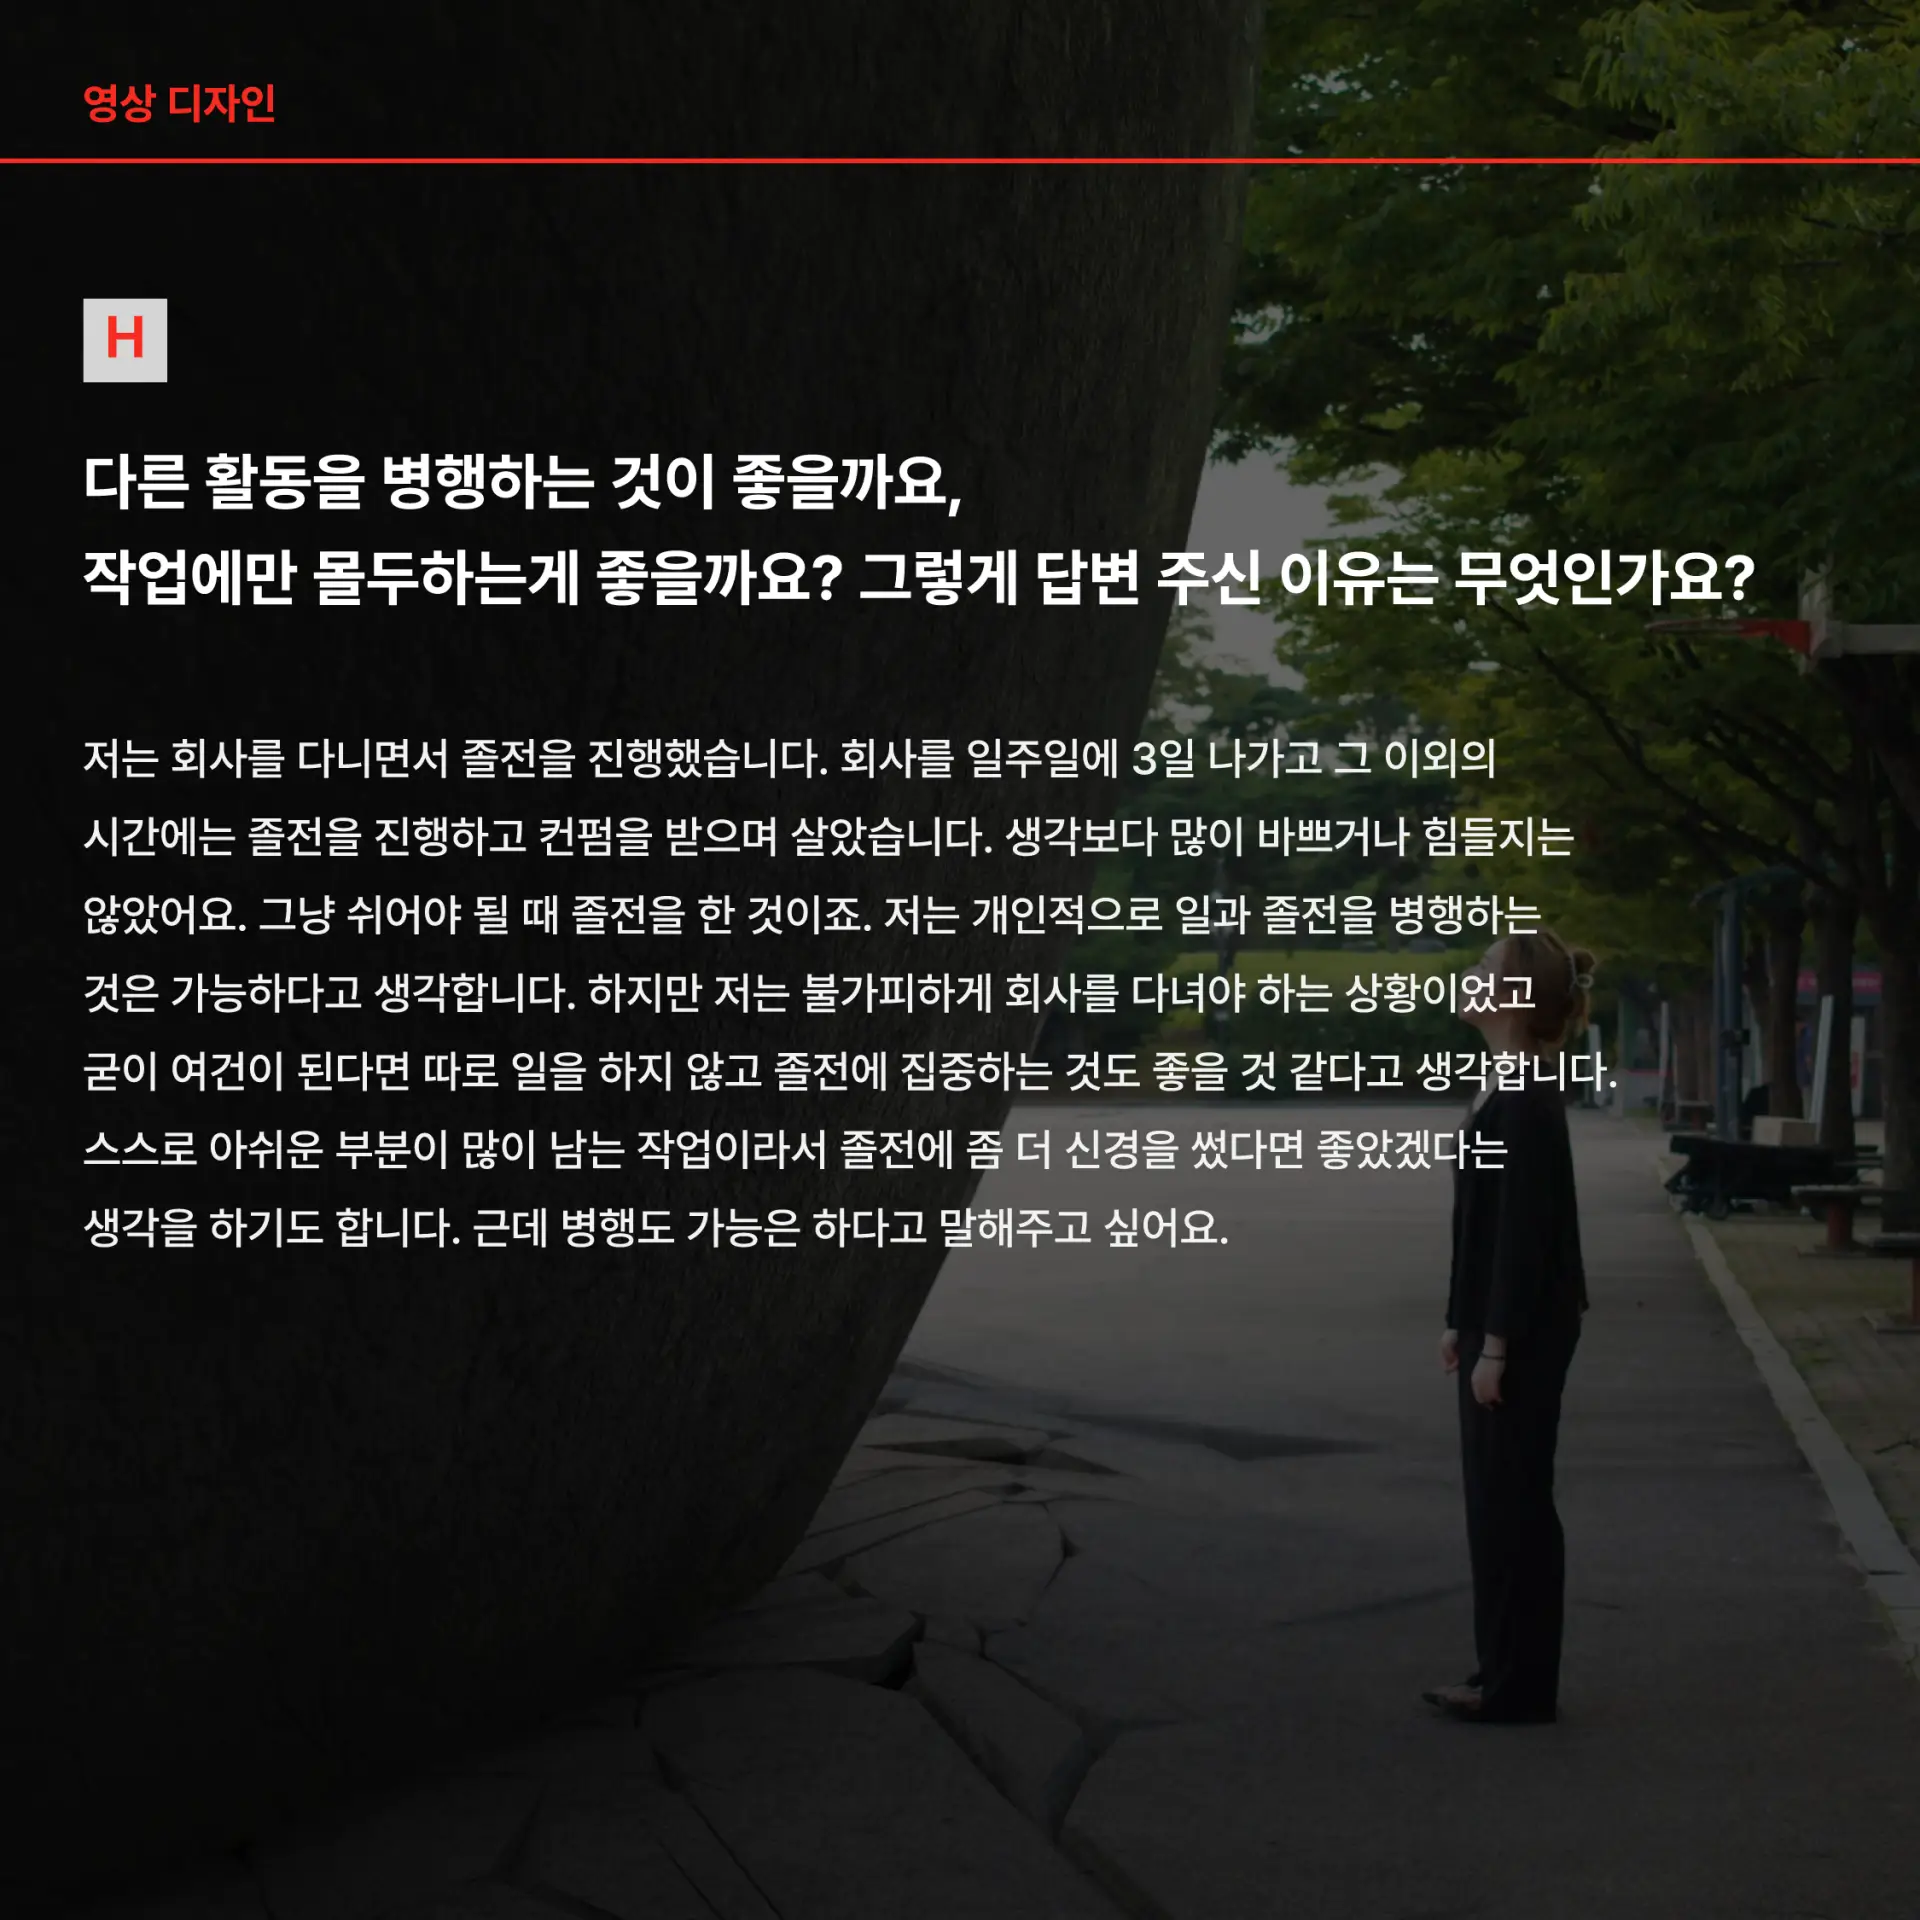 영상 디자인
H
다른 활동을 병행하는 것이 좋을까요,
작업에만 몰두하는게 좋을까요? 그렇게 답변 주신 이유는 무엇인가요?
저는 회사를 다니면서 졸전을 진행했습니다. 회사를 일주일에 3일 나가고 그 이외의
시간에는 졸전을 진행하고 컨펌을 받으며 살았습니다. 생각보다 많이 바쁘거나 힘들지는
않았어요. 그냥 쉬어야 될 때 졸전을 한 것이죠. 저는 개인적으로 일과 졸전을 병행하는
것은 가능하다고 생각합니다. 하지만 저는 불가피하게 회사를 다녀야 하는 상황이었고
굳이 여건이 된다면 따로 일을 하지 않고 졸전에 집중하는 것도 좋을 것 같다고 생각합니다.
스스로 아쉬운 부분이 많이 남는 작업이라서 졸전에 좀 더 신경을 썼다면 좋았겠다는
생각을 하기도 합니다. 근데 병행도 가능은 하다고 말해주고 싶어요.